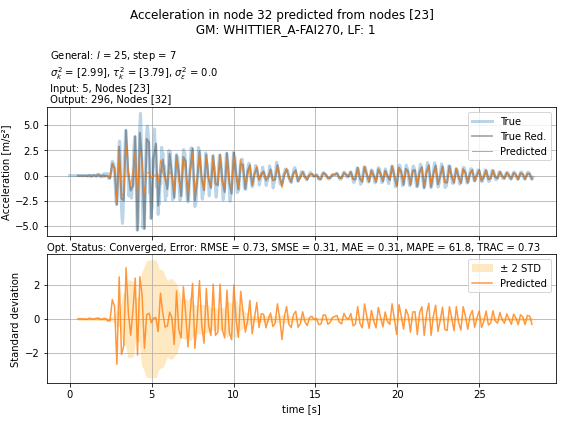 Acceleration in node 32 predicted from nodes [23]
GM: WHITTIER_A-FAI270, LF: 1
General: l = 25, step = 7
σ²ₖ = [2.99], τ²ₖ = [3.79], σ²ε = 0.0
Input: 5, Nodes [23]
Output: 296, Nodes [32]
Acceleration [m/s²]
5.0
2.5
0.0
−2.5
−5.0
True
True Red.
Predicted
Opt. Status: Converged, Error: RMSE = 0.73, SMSE = 0.31, MAE = 0.31, MAPE = 61.8, TRAC = 0.73
Standard deviation
2
0
−2
± 2 STD
Predicted
0 5 10 15 20 25
time [s]